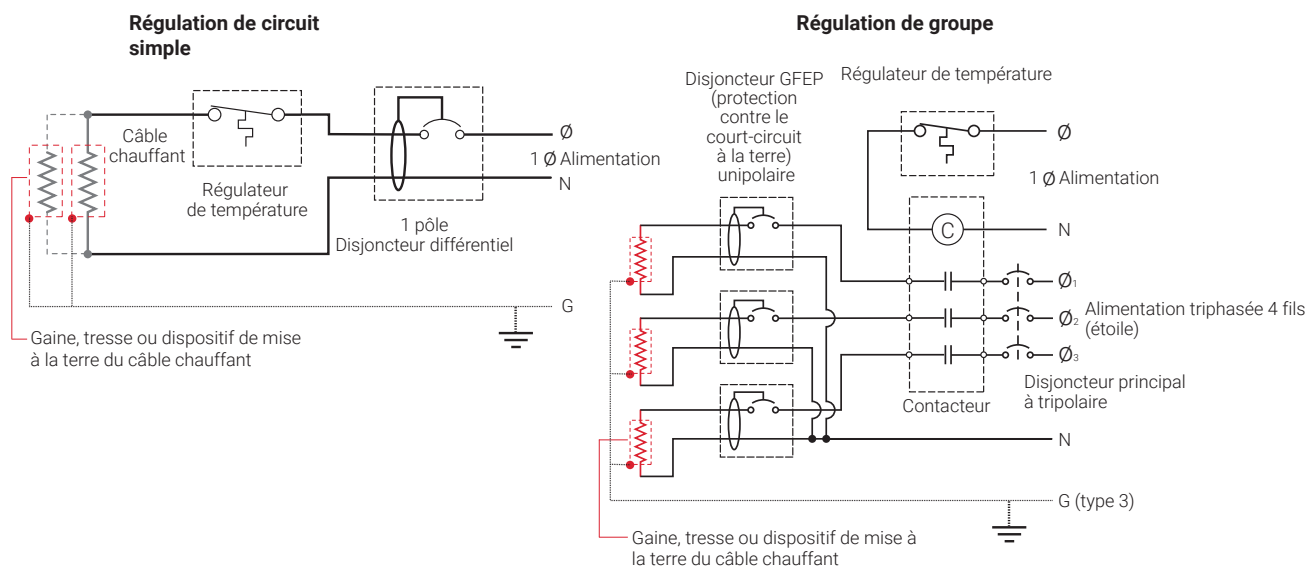 Régulation de circuit
simple
Câble
chauffant
Régulateur
de température
1 pôle
Disjoncteur différentiel
Ø
1 Ø Alimentation
N
G
Gaine, tresse ou dispositif de mise
à la terre du câble chauffant
Régulation de groupe
Disjoncteur GFEP
(protection
contre le
court-circuit
à la terre)
unipolaire
Régulateur de température
Ø
1 Ø Alimentation
C
N
Ø1
Ø2
Alimentation triphasée 4 fils
(étoile)
Ø3
Contacteur
Disjoncteur principal
à tripolaire
N
G (type 3)
Gaine, tresse ou dispositif de mise à
la terre du câble chauffant